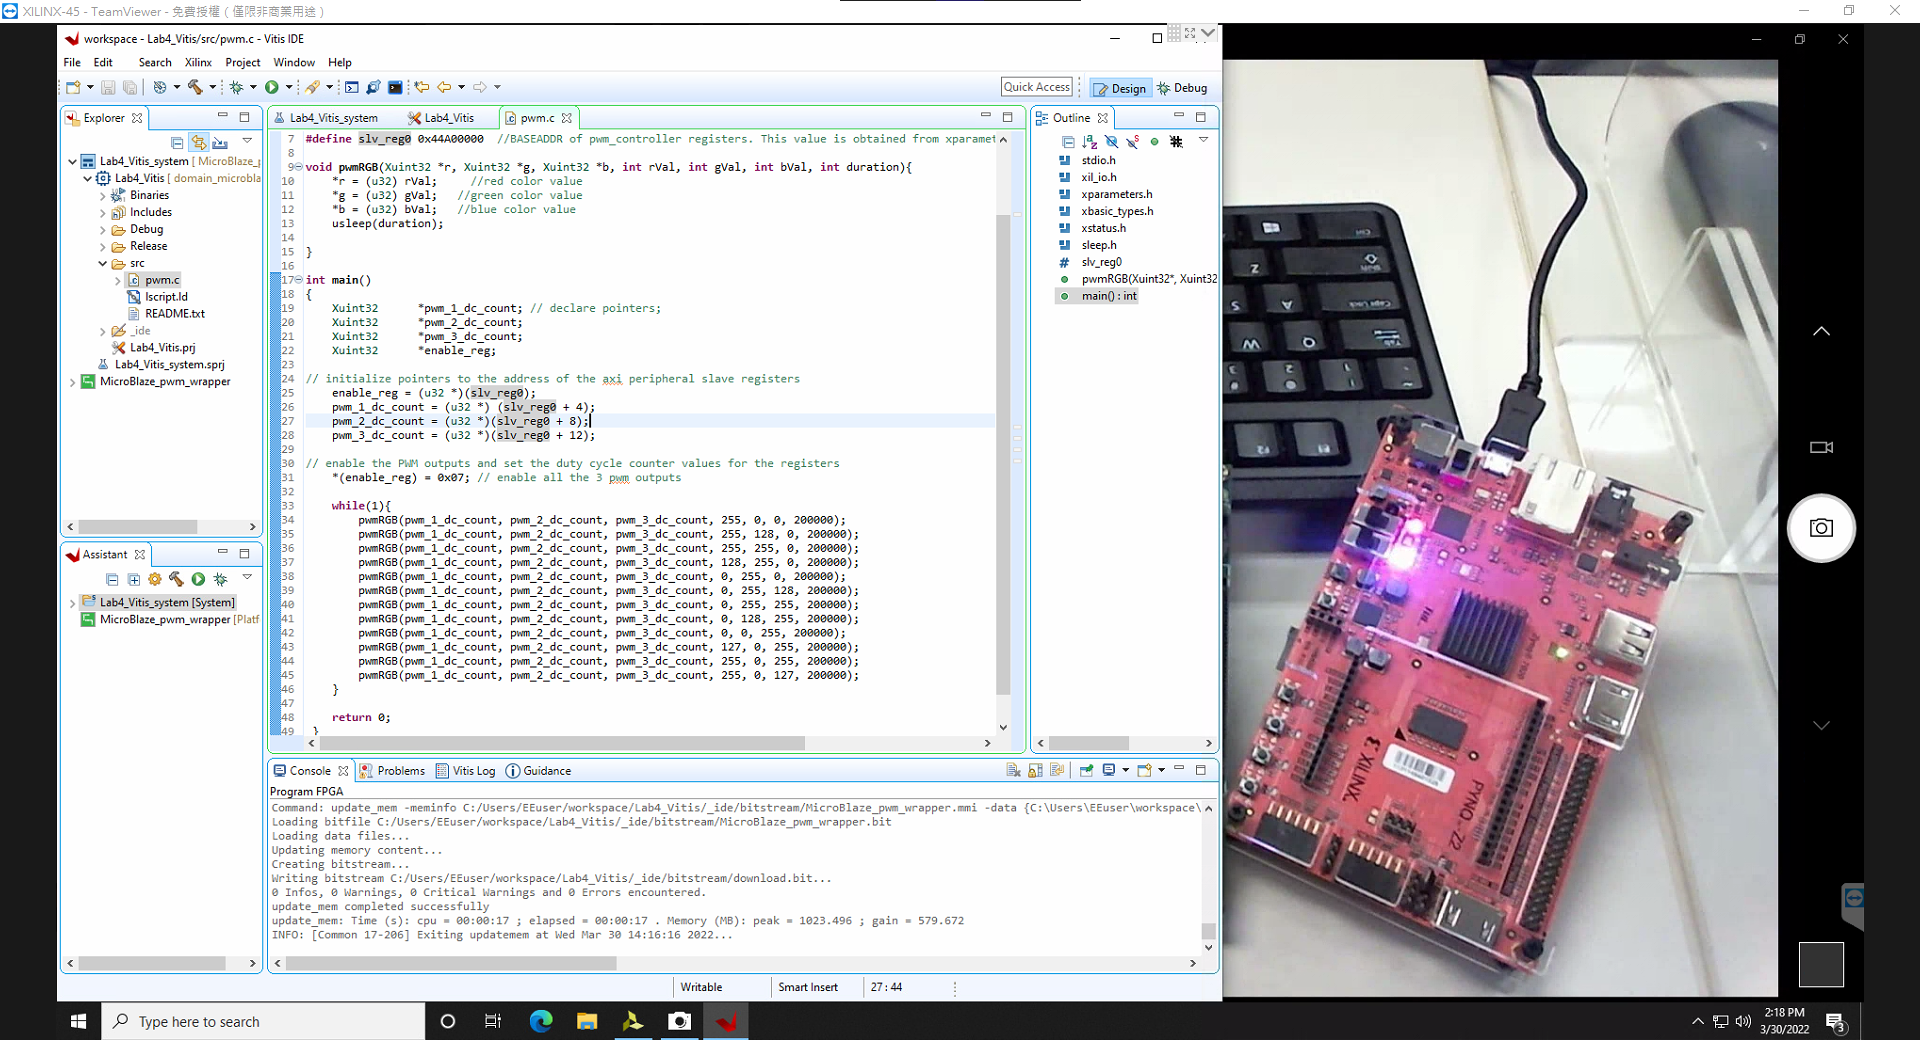 XILINX-45 - TeamViewer - 免費授權（僅限非商業用途）
workspace - Lab4_Vitis/src/pwm.c - Vitis IDE
File Edit Search Xilinx Project Window Help
Quick Access Design Debug
Explorer
Lab4_Vitis_system [ MicroBlaze_p
Lab4_Vitis [ domain_microbla
Binaries
Includes
Debug
Release
src
pwm.c
lscript.ld
README.txt
_ide
Lab4_Vitis.prj
Lab4_Vitis_system.sprj
MicroBlaze_pwm_wrapper
Assistant
Lab4_Vitis_system [System]
MicroBlaze_pwm_wrapper [Platf
Lab4_Vitis_system Lab4_Vitis pwm.c
7 #define slv_reg0 0x44A00000 //BASEADDR of pwm_controller registers. This value is obtained from xparamet
8
9 void pwmRGB(Xuint32 *r, Xuint32 *g, Xuint32 *b, int rVal, int gVal, int bVal, int duration){
10 *r = (u32) rVal; //red color value
11 *g = (u32) gVal; //green color value
12 *b = (u32) bVal; //blue color value
13 usleep(duration);
14
15 }
16
17 int main()
18 {
19 Xuint32 *pwm_1_dc_count; // declare pointers;
20 Xuint32 *pwm_2_dc_count;
21 Xuint32 *pwm_3_dc_count;
22 Xuint32 *enable_reg;
23
24 // initialize pointers to the address of the axi peripheral slave registers
25 enable_reg = (u32 *)(slv_reg0);
26 pwm_1_dc_count = (u32 *) (slv_reg0 + 4);
27 pwm_2_dc_count = (u32 *)(slv_reg0 + 8);
28 pwm_3_dc_count = (u32 *)(slv_reg0 + 12);
29
30 // enable the PWM outputs and set the duty cycle counter values for the registers
31 *(enable_reg) = 0x07; // enable all the 3 pwm outputs
32
33 while(1){
34 pwmRGB(pwm_1_dc_count, pwm_2_dc_count, pwm_3_dc_count, 255, 0, 0, 200000);
35 pwmRGB(pwm_1_dc_count, pwm_2_dc_count, pwm_3_dc_count, 255, 128, 0, 200000);
36 pwmRGB(pwm_1_dc_count, pwm_2_dc_count, pwm_3_dc_count, 255, 255, 0, 200000);
37 pwmRGB(pwm_1_dc_count, pwm_2_dc_count, pwm_3_dc_count, 128, 255, 0, 200000);
38 pwmRGB(pwm_1_dc_count, pwm_2_dc_count, pwm_3_dc_count, 0, 255, 0, 200000);
39 pwmRGB(pwm_1_dc_count, pwm_2_dc_count, pwm_3_dc_count, 0, 255, 128, 200000);
40 pwmRGB(pwm_1_dc_count, pwm_2_dc_count, pwm_3_dc_count, 0, 255, 255, 200000);
41 pwmRGB(pwm_1_dc_count, pwm_2_dc_count, pwm_3_dc_count, 0, 128, 255, 200000);
42 pwmRGB(pwm_1_dc_count, pwm_2_dc_count, pwm_3_dc_count, 0, 0, 255, 200000);
43 pwmRGB(pwm_1_dc_count, pwm_2_dc_count, pwm_3_dc_count, 127, 0, 255, 200000);
44 pwmRGB(pwm_1_dc_count, pwm_2_dc_count, pwm_3_dc_count, 255, 0, 255, 200000);
45 pwmRGB(pwm_1_dc_count, pwm_2_dc_count, pwm_3_dc_count, 255, 0, 127, 200000);
46 }
47
48 return 0;
49 }
Outline
stdio.h
xil_io.h
xparameters.h
xbasic_types.h
xstatus.h
sleep.h
slv_reg0
pwmRGB(Xuint32*, Xuint32
main() : int
Console Problems Vitis Log Guidance
Program FPGA
Command: update_mem -meminfo C:/Users/EEuser/workspace/Lab4_Vitis/_ide/bitstream/MicroBlaze_pwm_wrapper.mmi -data {C:\Users\EEuser\workspace\
Loading bitfile C:/Users/EEuser/workspace/Lab4_Vitis/_ide/bitstream/MicroBlaze_pwm_wrapper.bit
Loading data files...
Updating memory content...
Creating bitstream...
Writing bitstream C:/Users/EEuser/workspace/Lab4_Vitis/_ide/bitstream/download.bit...
0 Infos, 0 Warnings, 0 Critical Warnings and 0 Errors encountered.
update_mem completed successfully
update_mem: Time (s): cpu = 00:00:17 ; elapsed = 00:00:17 . Memory (MB): peak = 1023.496 ; gain = 579.672
INFO: [Common 17-206] Exiting updatemem at Wed Mar 30 14:16:16 2022...
Writable Smart Insert 27 : 44
Ctrl
Z
Caps Lock
W
Q
Tab
2
1
F2
F1
XILINX
PYNQ-Z2
Type here to search
2:18 PM
3/30/2022
3